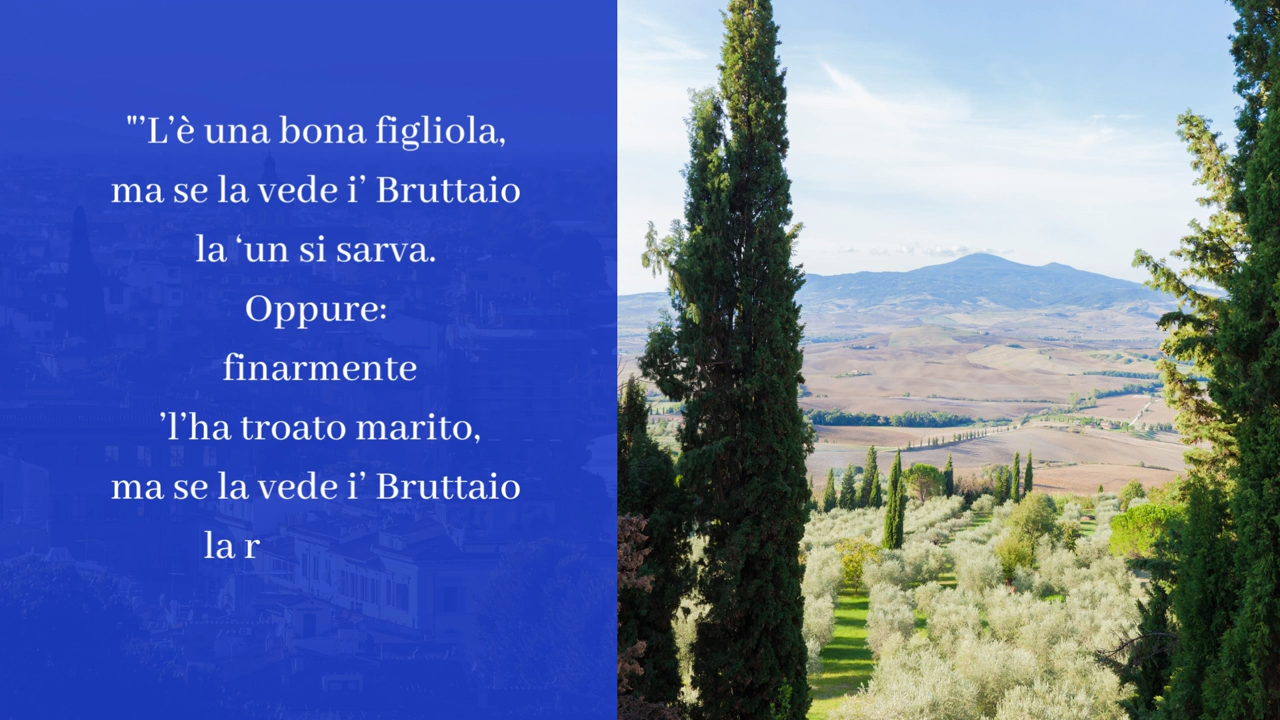 "’L’è una bona figliola,
ma se la vede i’ Bruttaio
la ‘un si sarva.
Oppure:
finarmente
’l’ha troato marito,
ma se la vede i’ Bruttaio
la r